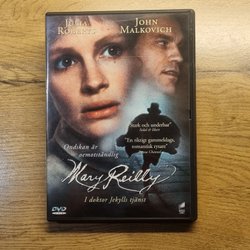 JULIA JOHN
ROBERTS MALKOVICH
"Stark och underbar"
"En riktigt gammeldags,
romantisk rysare"
Ondskan är
oemotståndlig
Mary Reilly
I doktor Jekylls tjänst
DVD